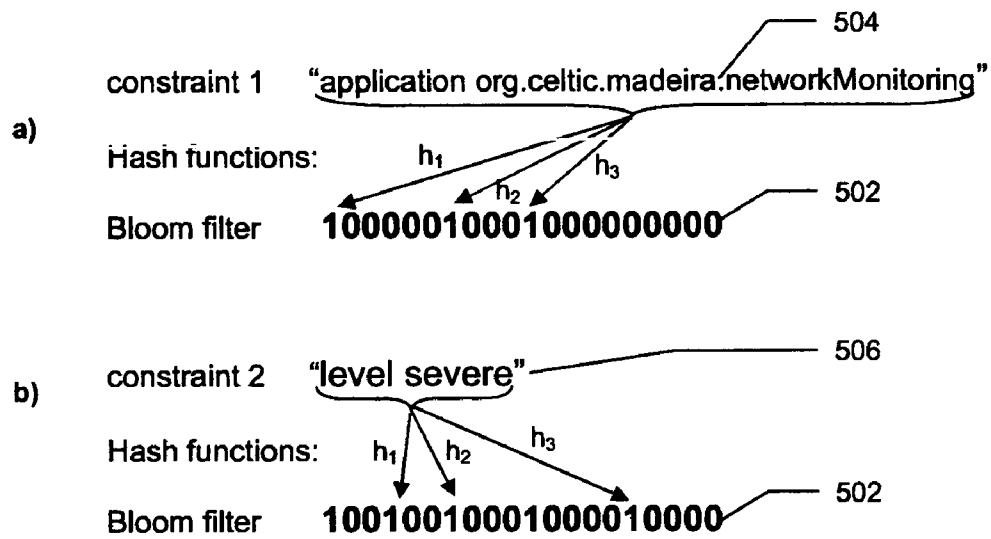 504
constraint 1 "application org.celtic.madeira.networkMonitoring"
a)
Hash functions:
h1
h2
h3
502
Bloom filter 10000010001000000000
506
constraint 2 "level severe"
b)
Hash functions:
h1
h2
h3
502
Bloom filter 10010010001000010000